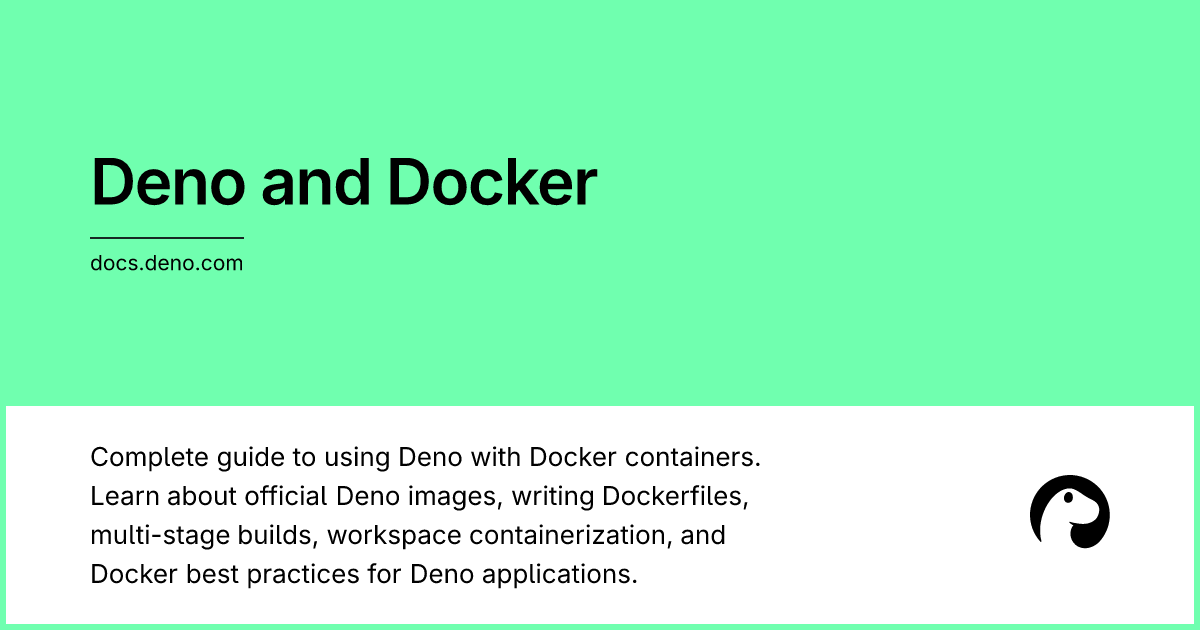 Deno and Docker
docs.deno.com
Complete guide to using Deno with Docker containers.
Learn about official Deno images, writing Dockerfiles,
multi-stage builds, workspace containerization, and
Docker best practices for Deno applications.